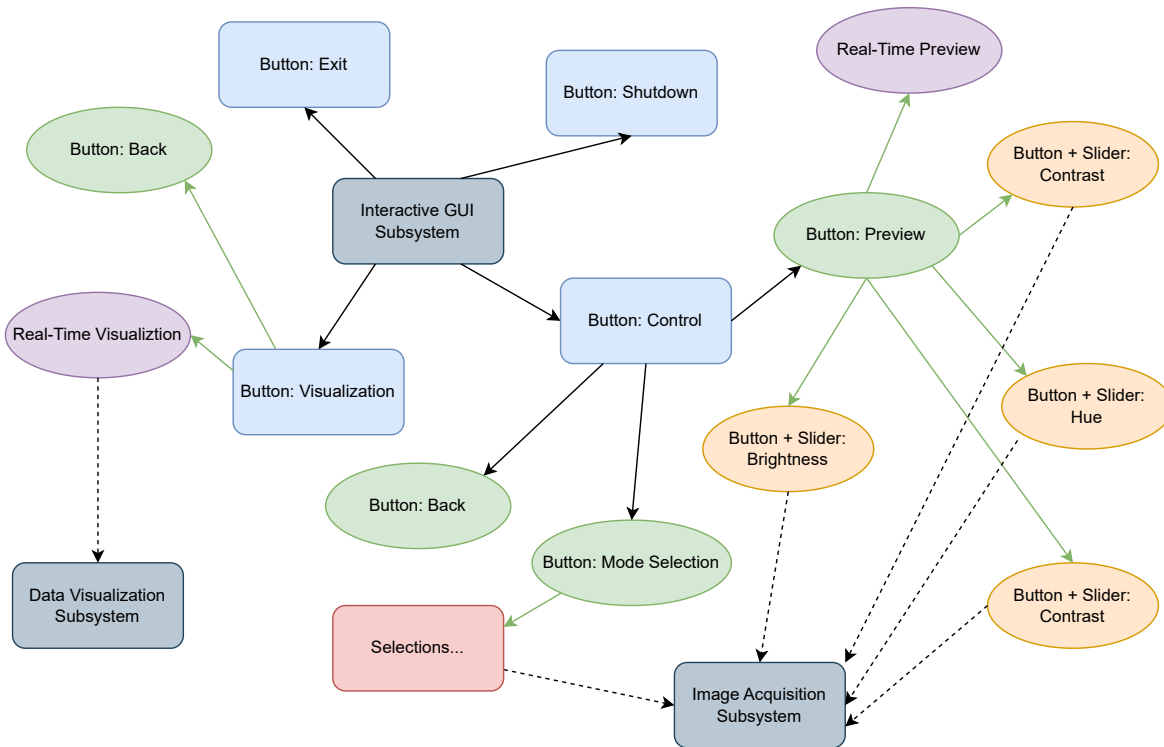 Real-Time Preview
Button: Exit
Button: Shutdown
Button: Back
Button + Slider:
Contrast
Interactive GUI
Subsystem
Button: Preview
Button: Control
Real-Time Visualiztion
Button: Visualization
Button + Slider:
Hue
Button + Slider:
Brightness
Button: Back
Button: Mode Selection
Data Visualization
Subsystem
Button + Slider:
Contrast
Selections...
Image Acquisition
Subsystem